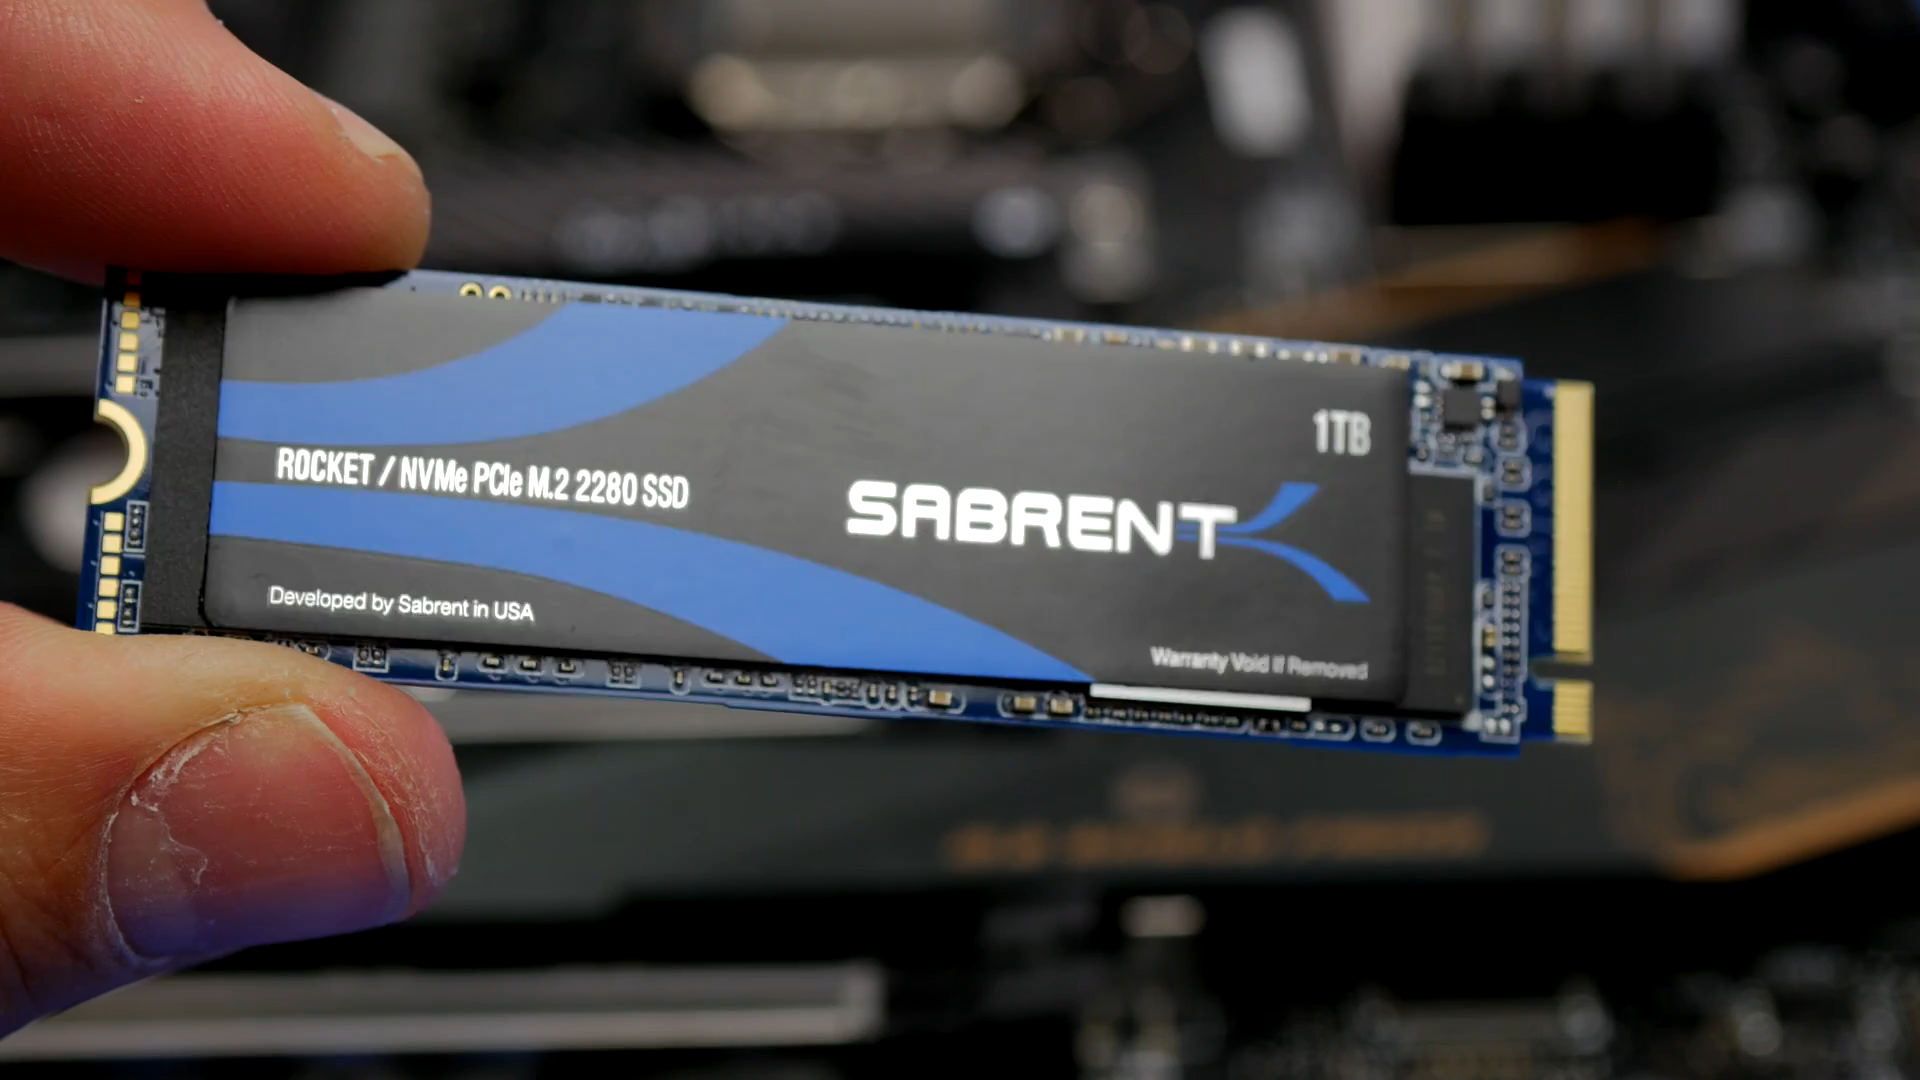 1TB
ROCKET / NVMe PCIe M.2 2280 SSD
SABRENT
Developed by Sabrent in USA
Warranty Void If Removed